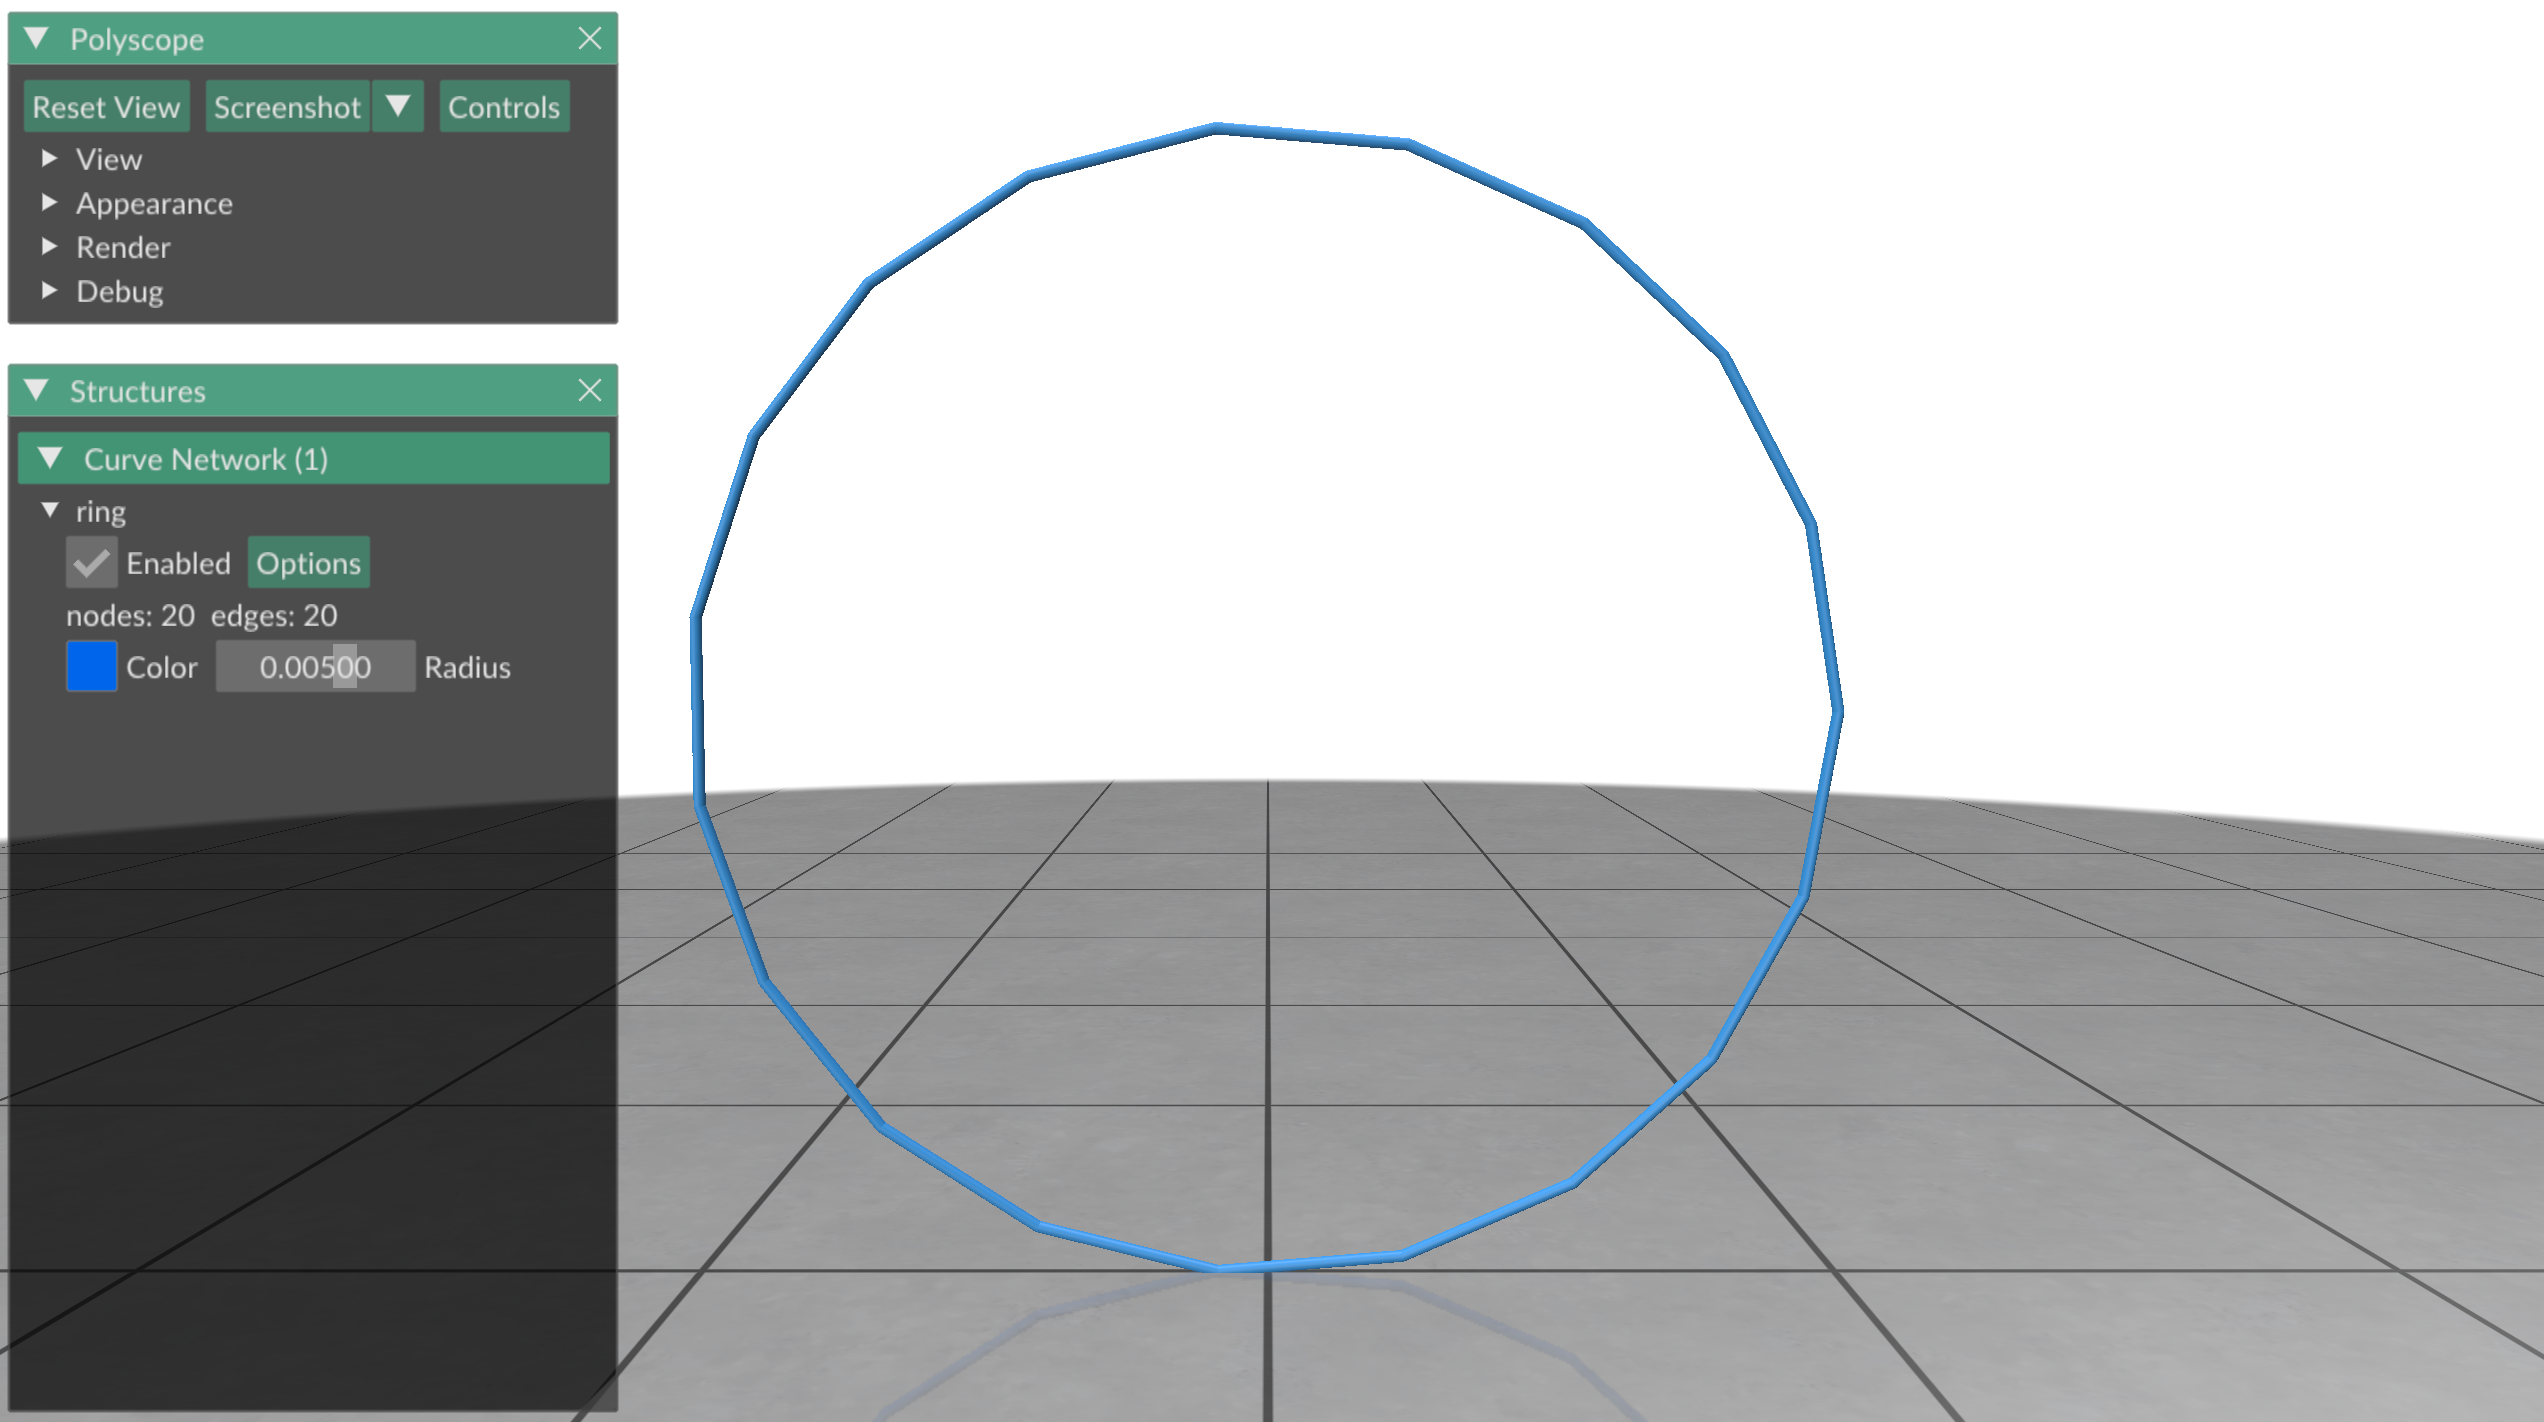 Polyscope
Reset View Screenshot Controls
View
Appearance
Render
Debug
Structures
Curve Network (1)
ring
Enabled Options
nodes: 20 edges: 20
Color 0.00500 Radius